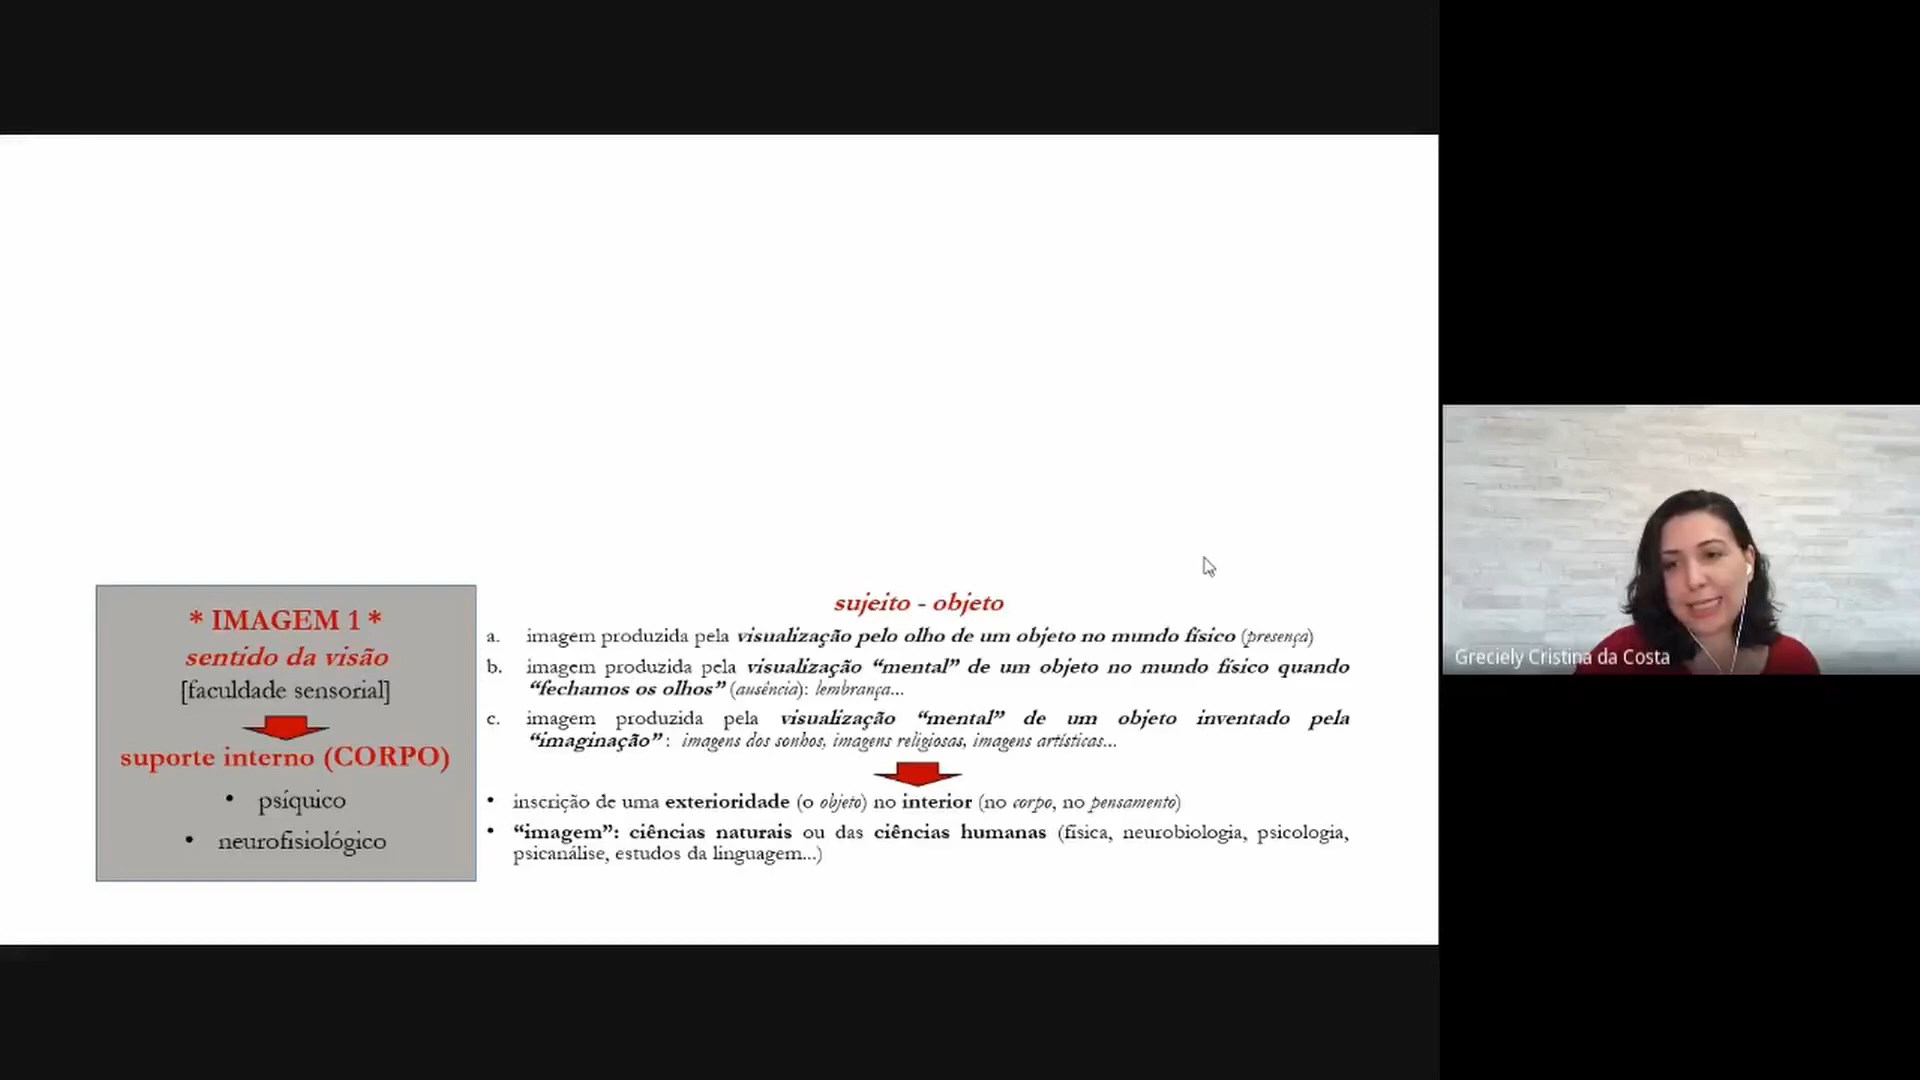 * IMAGEM 1 *
sentido da visão
[faculdade sensorial]
suporte interno (CORPO)
• psíquico
• neurofisiológico
sujeito - objeto
a. imagem produzida pela visualização pelo olho de um objeto no mundo físico (presença)
b. imagem produzida pela visualização “mental” de um objeto no mundo físico quando
“fechamos os olhos” (ausência): lembrança...
c. imagem produzida pela visualização “mental” de um objeto inventado pela
“imaginação” : imagens dos sonhos, imagens religiosas, imagens artísticas...
• inscrição de uma exterioridade (o objeto) no interior (no corpo, no pensamento)
• “imagem”: ciências naturais ou das ciências humanas (física, neurobiologia, psicologia,
psicanálise, estudos da linguagem...)
Greciely Cristina da Costa